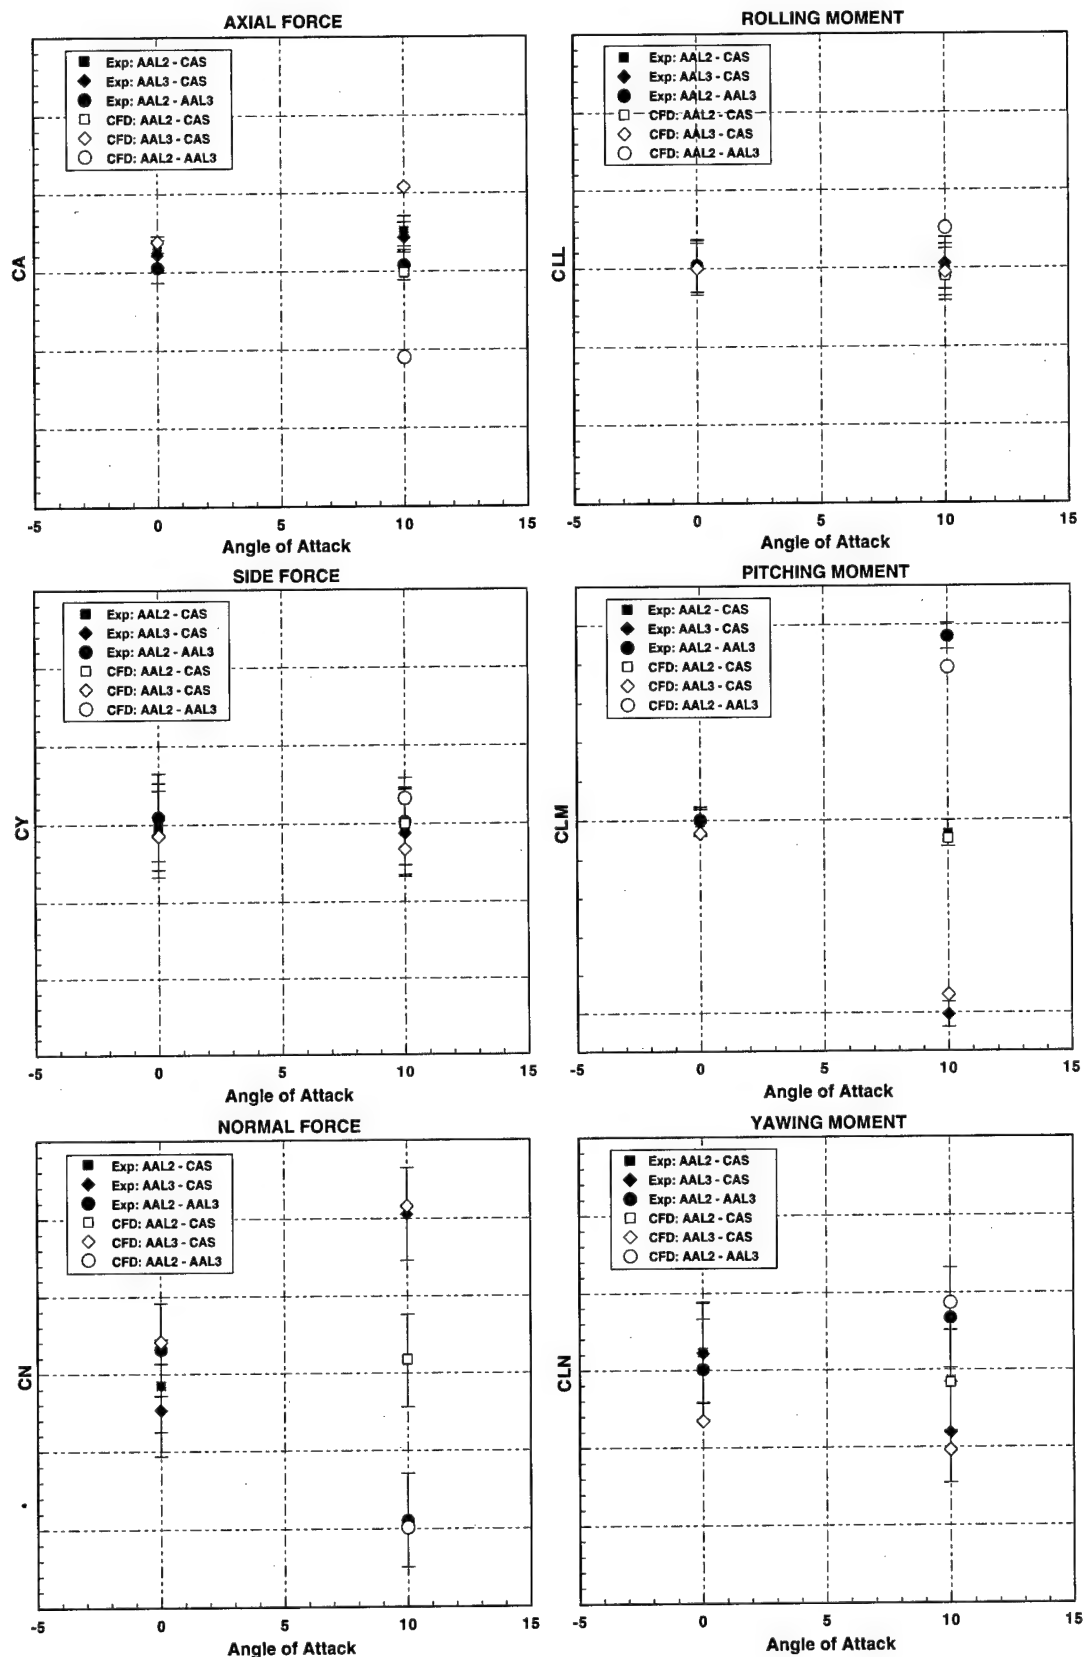 AXIAL FORCE
Exp: AAL2 - CAS
Exp: AAL3 - CAS
Exp: AAL2 - AAL3
CFD: AAL2 - CAS
CFD: AAL3 - CAS
CFD: AAL2 - AAL3
CA
-5 0 5 10 15
Angle of Attack
ROLLING MOMENT
Exp: AAL2 - CAS
Exp: AAL3 - CAS
Exp: AAL2 - AAL3
CFD: AAL2 - CAS
CFD: AAL3 - CAS
CFD: AAL2 - AAL3
CLL
-5 0 5 10 15
Angle of Attack
SIDE FORCE
Exp: AAL2 - CAS
Exp: AAL3 - CAS
Exp: AAL2 - AAL3
CFD: AAL2 - CAS
CFD: AAL3 - CAS
CFD: AAL2 - AAL3
CY
-5 0 5 10 15
Angle of Attack
PITCHING MOMENT
Exp: AAL2 - CAS
Exp: AAL3 - CAS
Exp: AAL2 - AAL3
CFD: AAL2 - CAS
CFD: AAL3 - CAS
CFD: AAL2 - AAL3
CLM
-5 0 5 10 15
Angle of Attack
NORMAL FORCE
Exp: AAL2 - CAS
Exp: AAL3 - CAS
Exp: AAL2 - AAL3
CFD: AAL2 - CAS
CFD: AAL3 - CAS
CFD: AAL2 - AAL3
CN
-5 0 5 10 15
Angle of Attack
YAWING MOMENT
Exp: AAL2 - CAS
Exp: AAL3 - CAS
Exp: AAL2 - AAL3
CFD: AAL2 - CAS
CFD: AAL3 - CAS
CFD: AAL2 - AAL3
CLN
-5 0 5 10 15
Angle of Attack